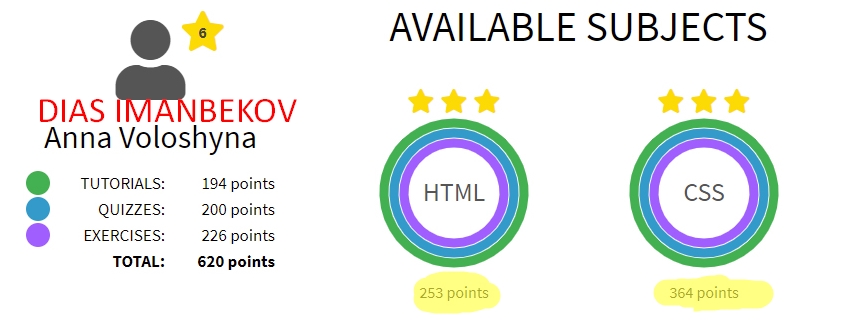 6
DIAS IMANBEKOV
Anna Voloshyna
TUTORIALS: 194 points
QUIZZES: 200 points
EXERCISES: 226 points
TOTAL: 620 points
AVAILABLE SUBJECTS
HTML CSS
253 points 364 points